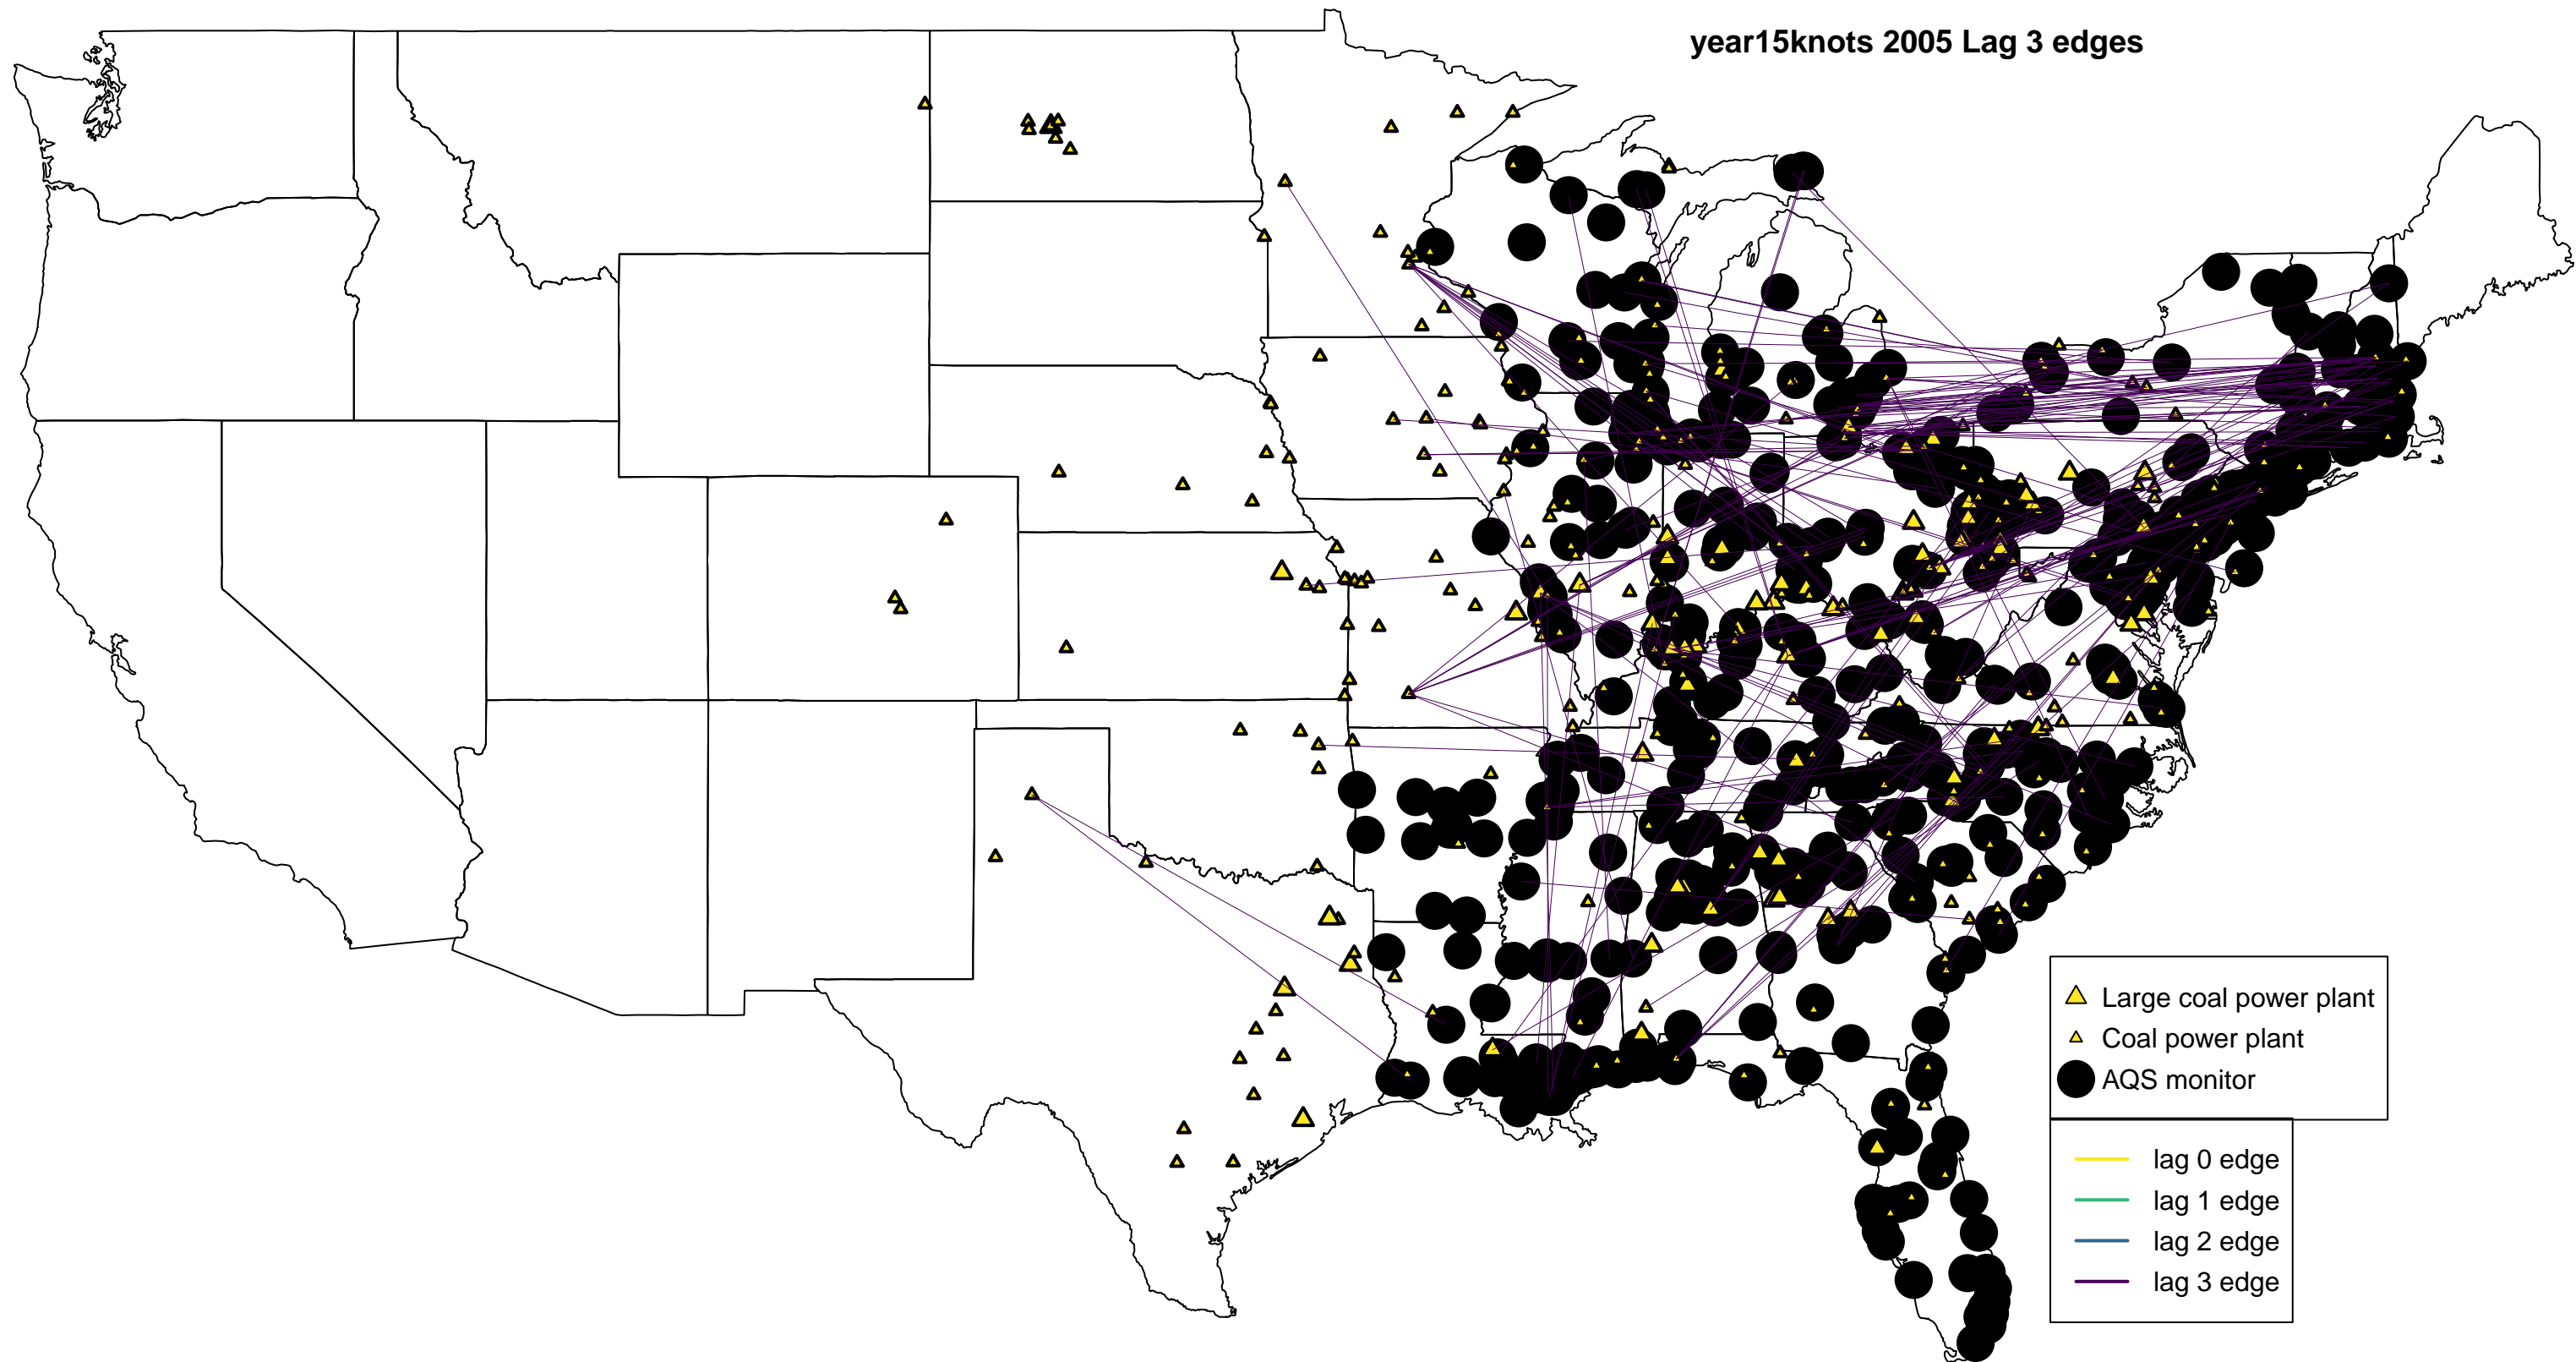 year15knots 2005 Lag 3 edges
Large coal power plant
Coal power plant
AQS monitor
lag 0 edge
lag 1 edge
lag 2 edge
lag 3 edge